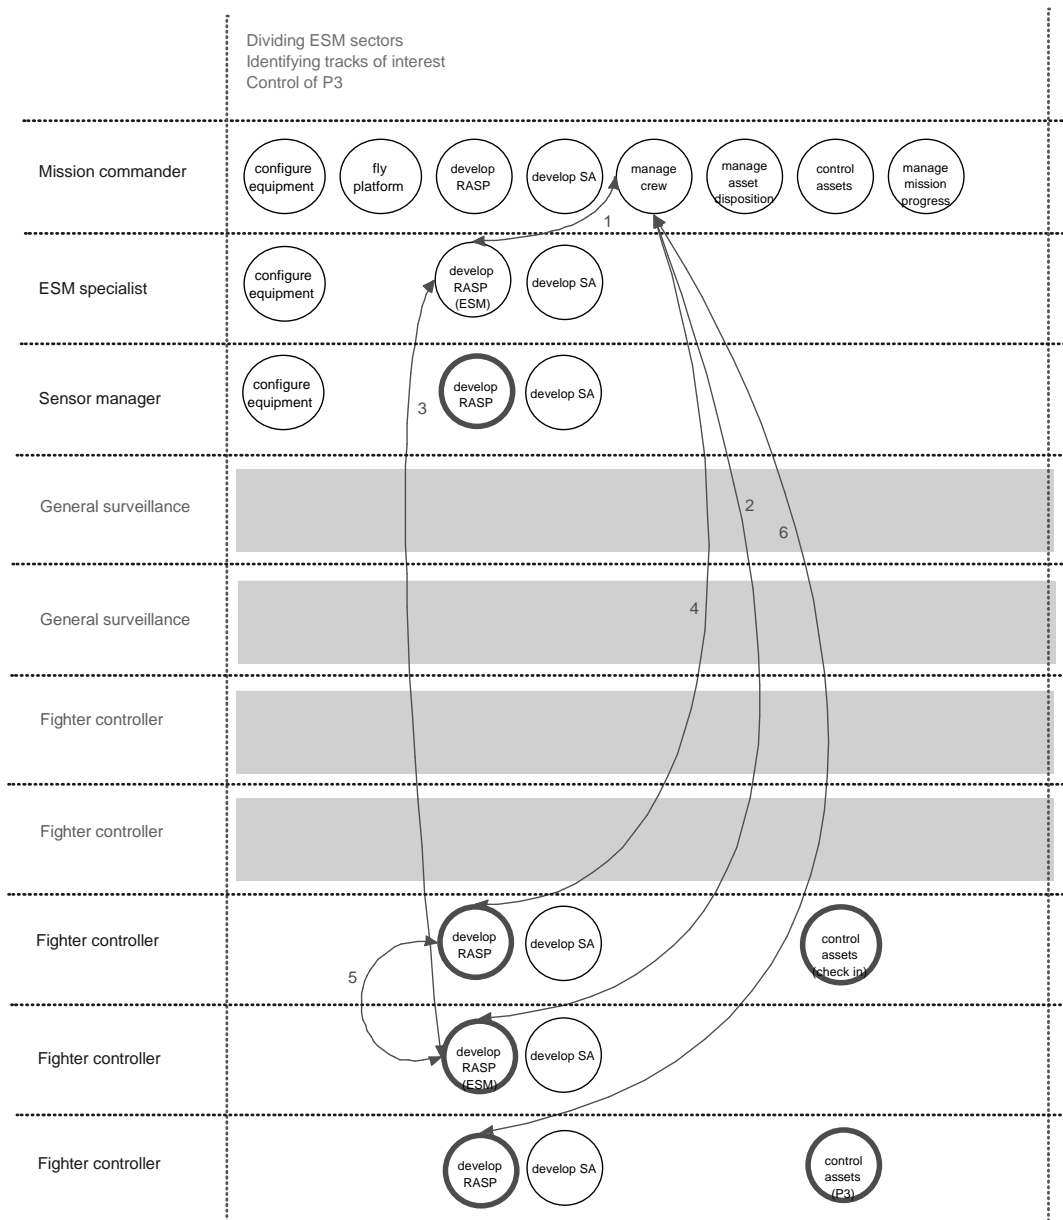 Dividing ESM sectors
Identifying tracks of interest
Control of P3
Mission commander
configure
equipment
fly
platform
develop
RASP
develop SA
manage
crew
manage
asset
disposition
control
assets
manage
mission
progress
1
ESM specialist
configure
equipment
develop
RASP
(ESM)
develop SA
Sensor manager
configure
equipment
3
develop
RASP
develop SA
General surveillance
2
6
General surveillance
4
Fighter controller
Fighter controller
Fighter controller
develop
RASP
develop SA
control
assets
(check in)
5
Fighter controller
develop
RASP
(ESM)
develop SA
Fighter controller
develop
RASP
develop SA
control
assets
(P3)